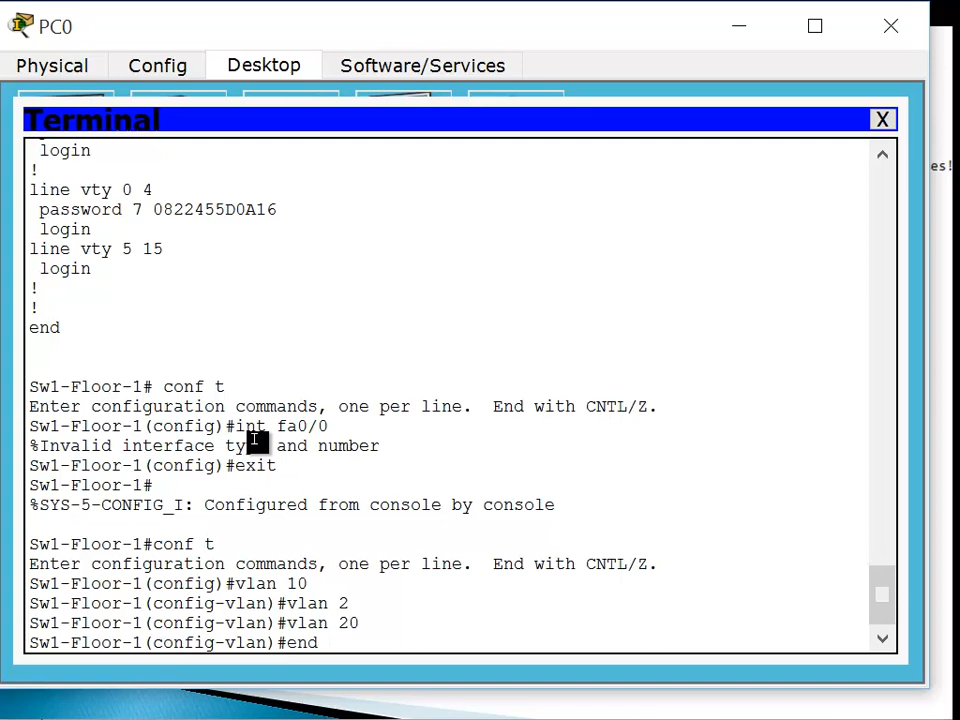 PC0
Physical Config Desktop Software/Services
Terminal X
login
!
line vty 0 4
password 7 0822455D0A16
login
line vty 5 15
login
!
!
end
Sw1-Floor-1# conf t
Enter configuration commands, one per line. End with CNTL/Z.
Sw1-Floor-1(config)#int fa0/0
%Invalid interface ty and number
Sw1-Floor-1(config)#exit
Sw1-Floor-1#
%SYS-5-CONFIG_I: Configured from console by console
Sw1-Floor-1#conf t
Enter configuration commands, one per line. End with CNTL/Z.
Sw1-Floor-1(config)#vlan 10
Sw1-Floor-1(config-vlan)#vlan 2
Sw1-Floor-1(config-vlan)#vlan 20
Sw1-Floor-1(config-vlan)#end
es!